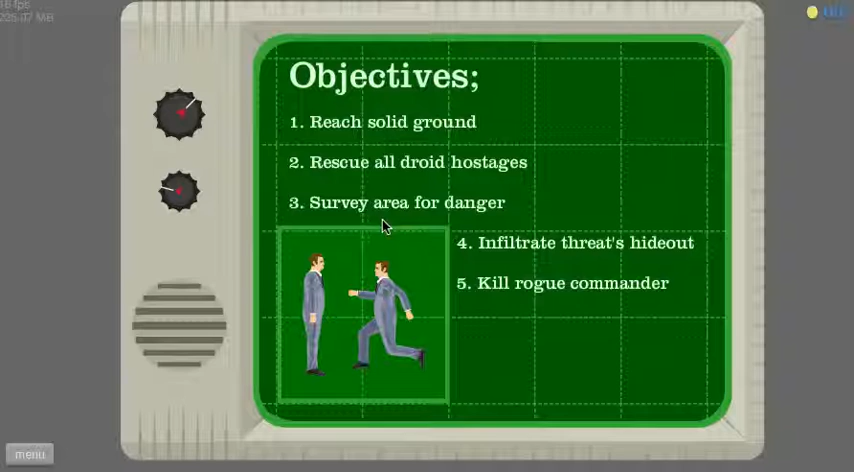 Objectives;
1. Reach solid ground
2. Rescue all droid hostages
3. Survey area for danger
4. Infiltrate threat's hideout
5. Kill rogue commander
menu